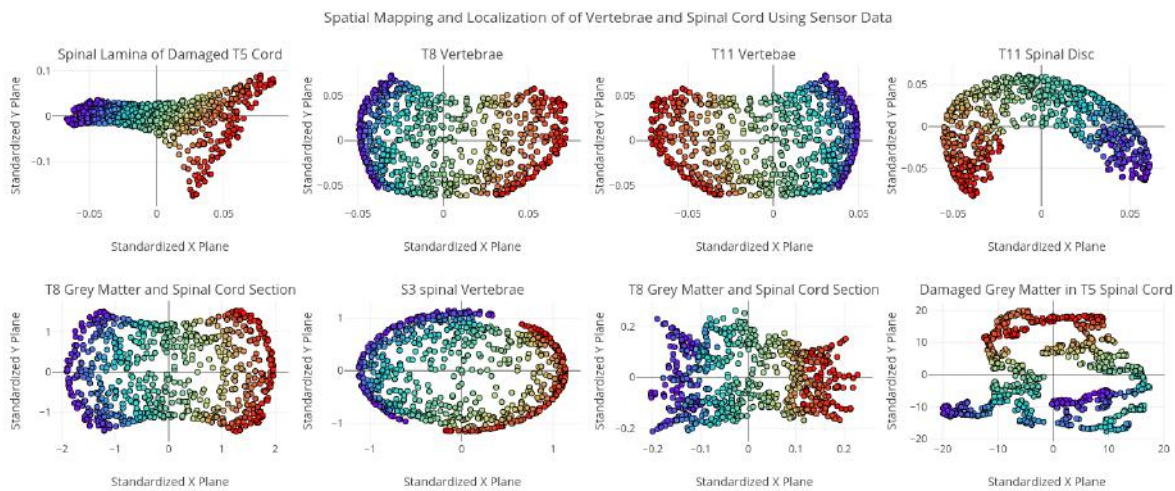 Spatial Mapping and Localization of of Vertebrae and Spinal Cord Using Sensor Data
Spinal Lamina of Damaged T5 Cord
T8 Vertebrae
T11 Vertebae
T11 Spinal Disc
Standardized Y Plane
0.1
0
−0.1
−0.05
0
0.05
Standardized X Plane
Standardized Y Plane
0.05
0
−0.05
−0.05
0
0.05
Standardized X Plane
Standardized Y Plane
0.05
0
−0.05
−0.05
0
0.05
Standardized X Plane
Standardized Y Plane
0.05
0
−0.05
−0.05
0
0.05
Standardized X Plane
T8 Grey Matter and Spinal Cord Section
S3 spinal Vertebrae
T8 Grey Matter and Spinal Cord Section
Damaged Grey Matter in T5 Spinal Cord
Standardized Y Plane
1
0
−1
−2
−1
0
1
2
Standardized X Plane
Standardized Y Plane
1
0
−1
−1
0
1
Standardized X Plane
Standardized Y Plane
0.2
0
−0.2
−0.2
−0.1
0
0.1
0.2
Standardized X Plane
Standardized Y Plane
20
10
0
−10
−20
−20
−10
0
10
20
Standardized X Plane